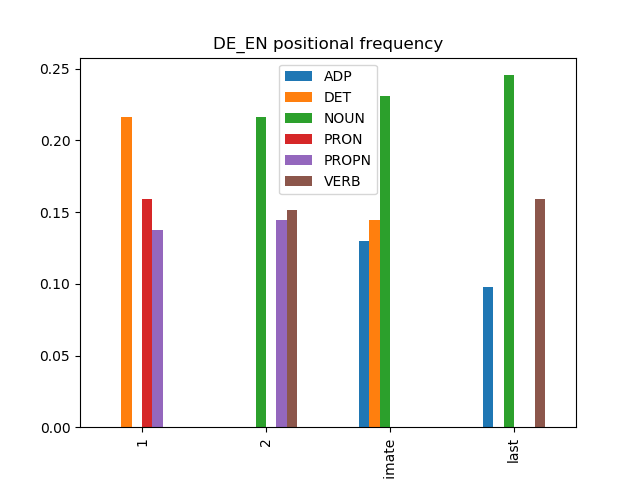 DE_EN positional frequency
0.25
0.20
0.15
0.10
0.05
0.00
ADP
DET
NOUN
PRON
PROPN
VERB
1
2
imate
last